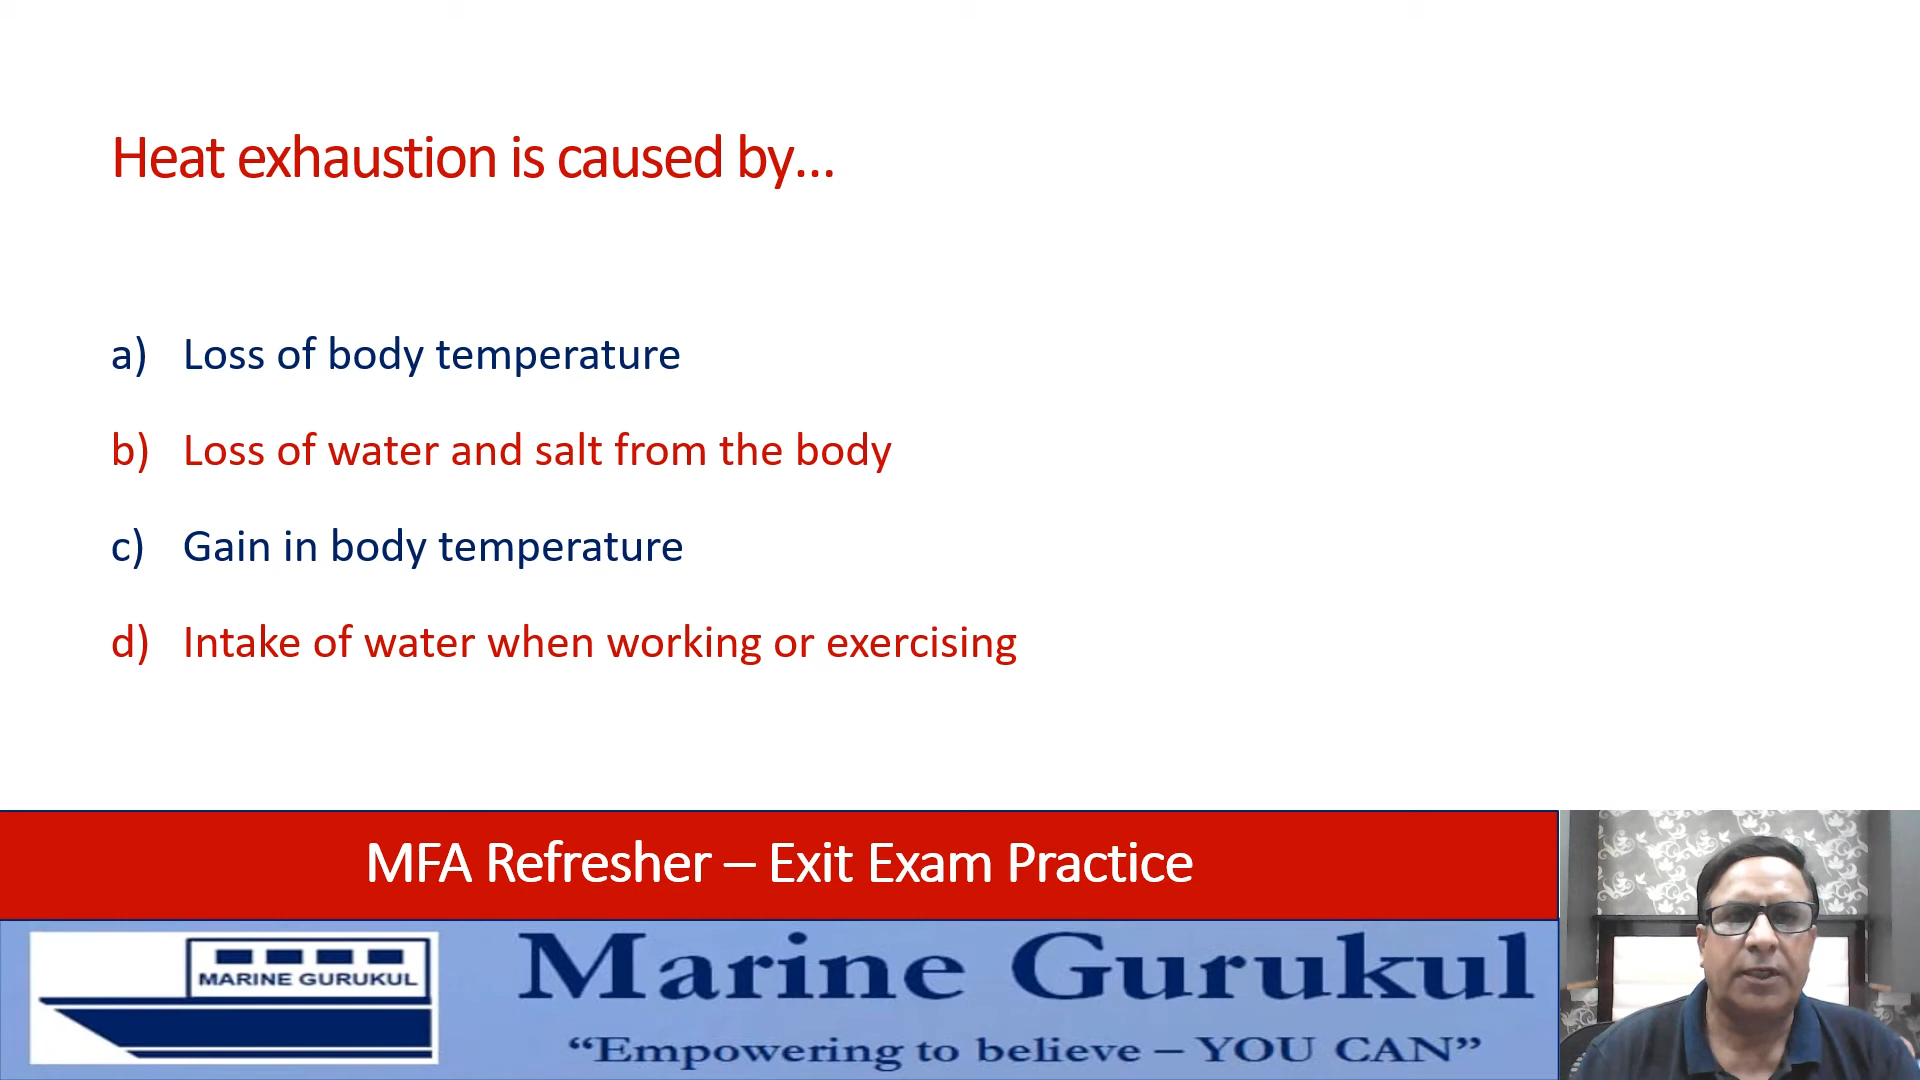 Heat exhaustion is caused by...
a) Loss of body temperature
b) Loss of water and salt from the body
c) Gain in body temperature
d) Intake of water when working or exercising
MFA Refresher – Exit Exam Practice
MARINE GURUKUL
Marine Gurukul
“Empowering to believe – YOU CAN”